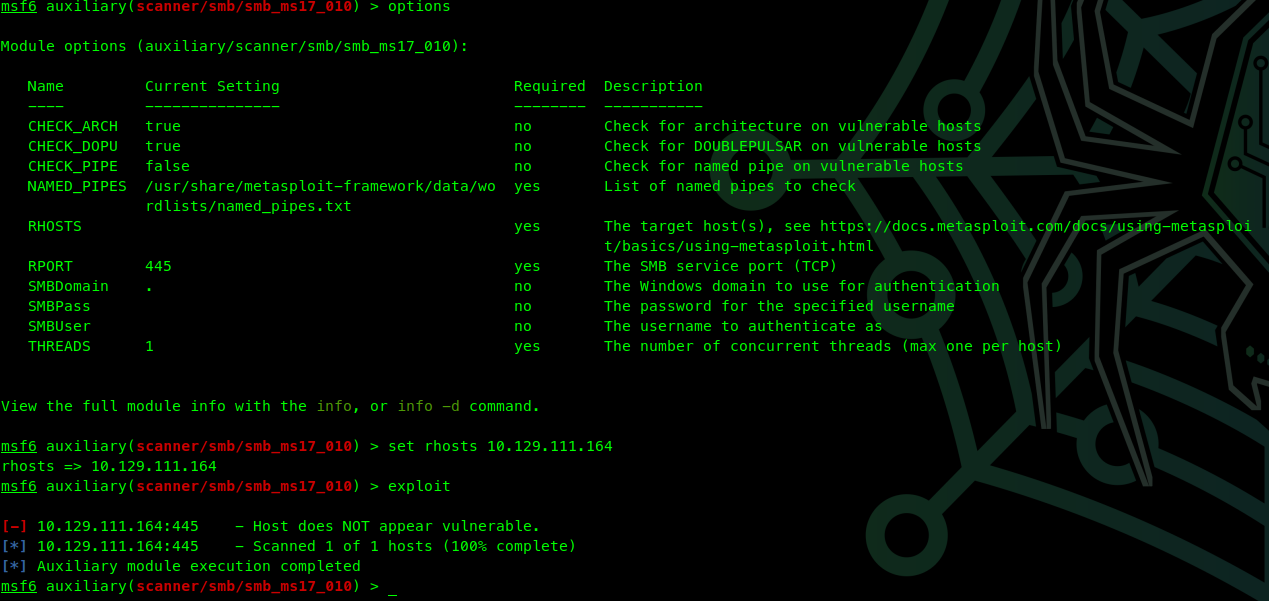 msf6 auxiliary(scanner/smb/smb_ms17_010) > options
Module options (auxiliary/scanner/smb/smb_ms17_010):
Name Current Setting Required Description
---- --------------- -------- -----------
CHECK_ARCH true no Check for architecture on vulnerable hosts
CHECK_DOPU true no Check for DOUBLEPULSAR on vulnerable hosts
CHECK_PIPE false no Check for named pipe on vulnerable hosts
NAMED_PIPES /usr/share/metasploit-framework/data/wo yes List of named pipes to check
rdlists/named_pipes.txt
RHOSTS yes The target host(s), see https://docs.metasploit.com/docs/using-metasploi
t/basics/using-metasploit.html
RPORT 445 yes The SMB service port (TCP)
SMBDomain . no The Windows domain to use for authentication
SMBPass no The password for the specified username
SMBUser no The username to authenticate as
THREADS 1 yes The number of concurrent threads (max one per host)
View the full module info with the info, or info -d command.
msf6 auxiliary(scanner/smb/smb_ms17_010) > set rhosts 10.129.111.164
rhosts => 10.129.111.164
msf6 auxiliary(scanner/smb/smb_ms17_010) > exploit
[-] 10.129.111.164:445 - Host does NOT appear vulnerable.
[*] 10.129.111.164:445 - Scanned 1 of 1 hosts (100% complete)
[*] Auxiliary module execution completed
msf6 auxiliary(scanner/smb/smb_ms17_010) > _